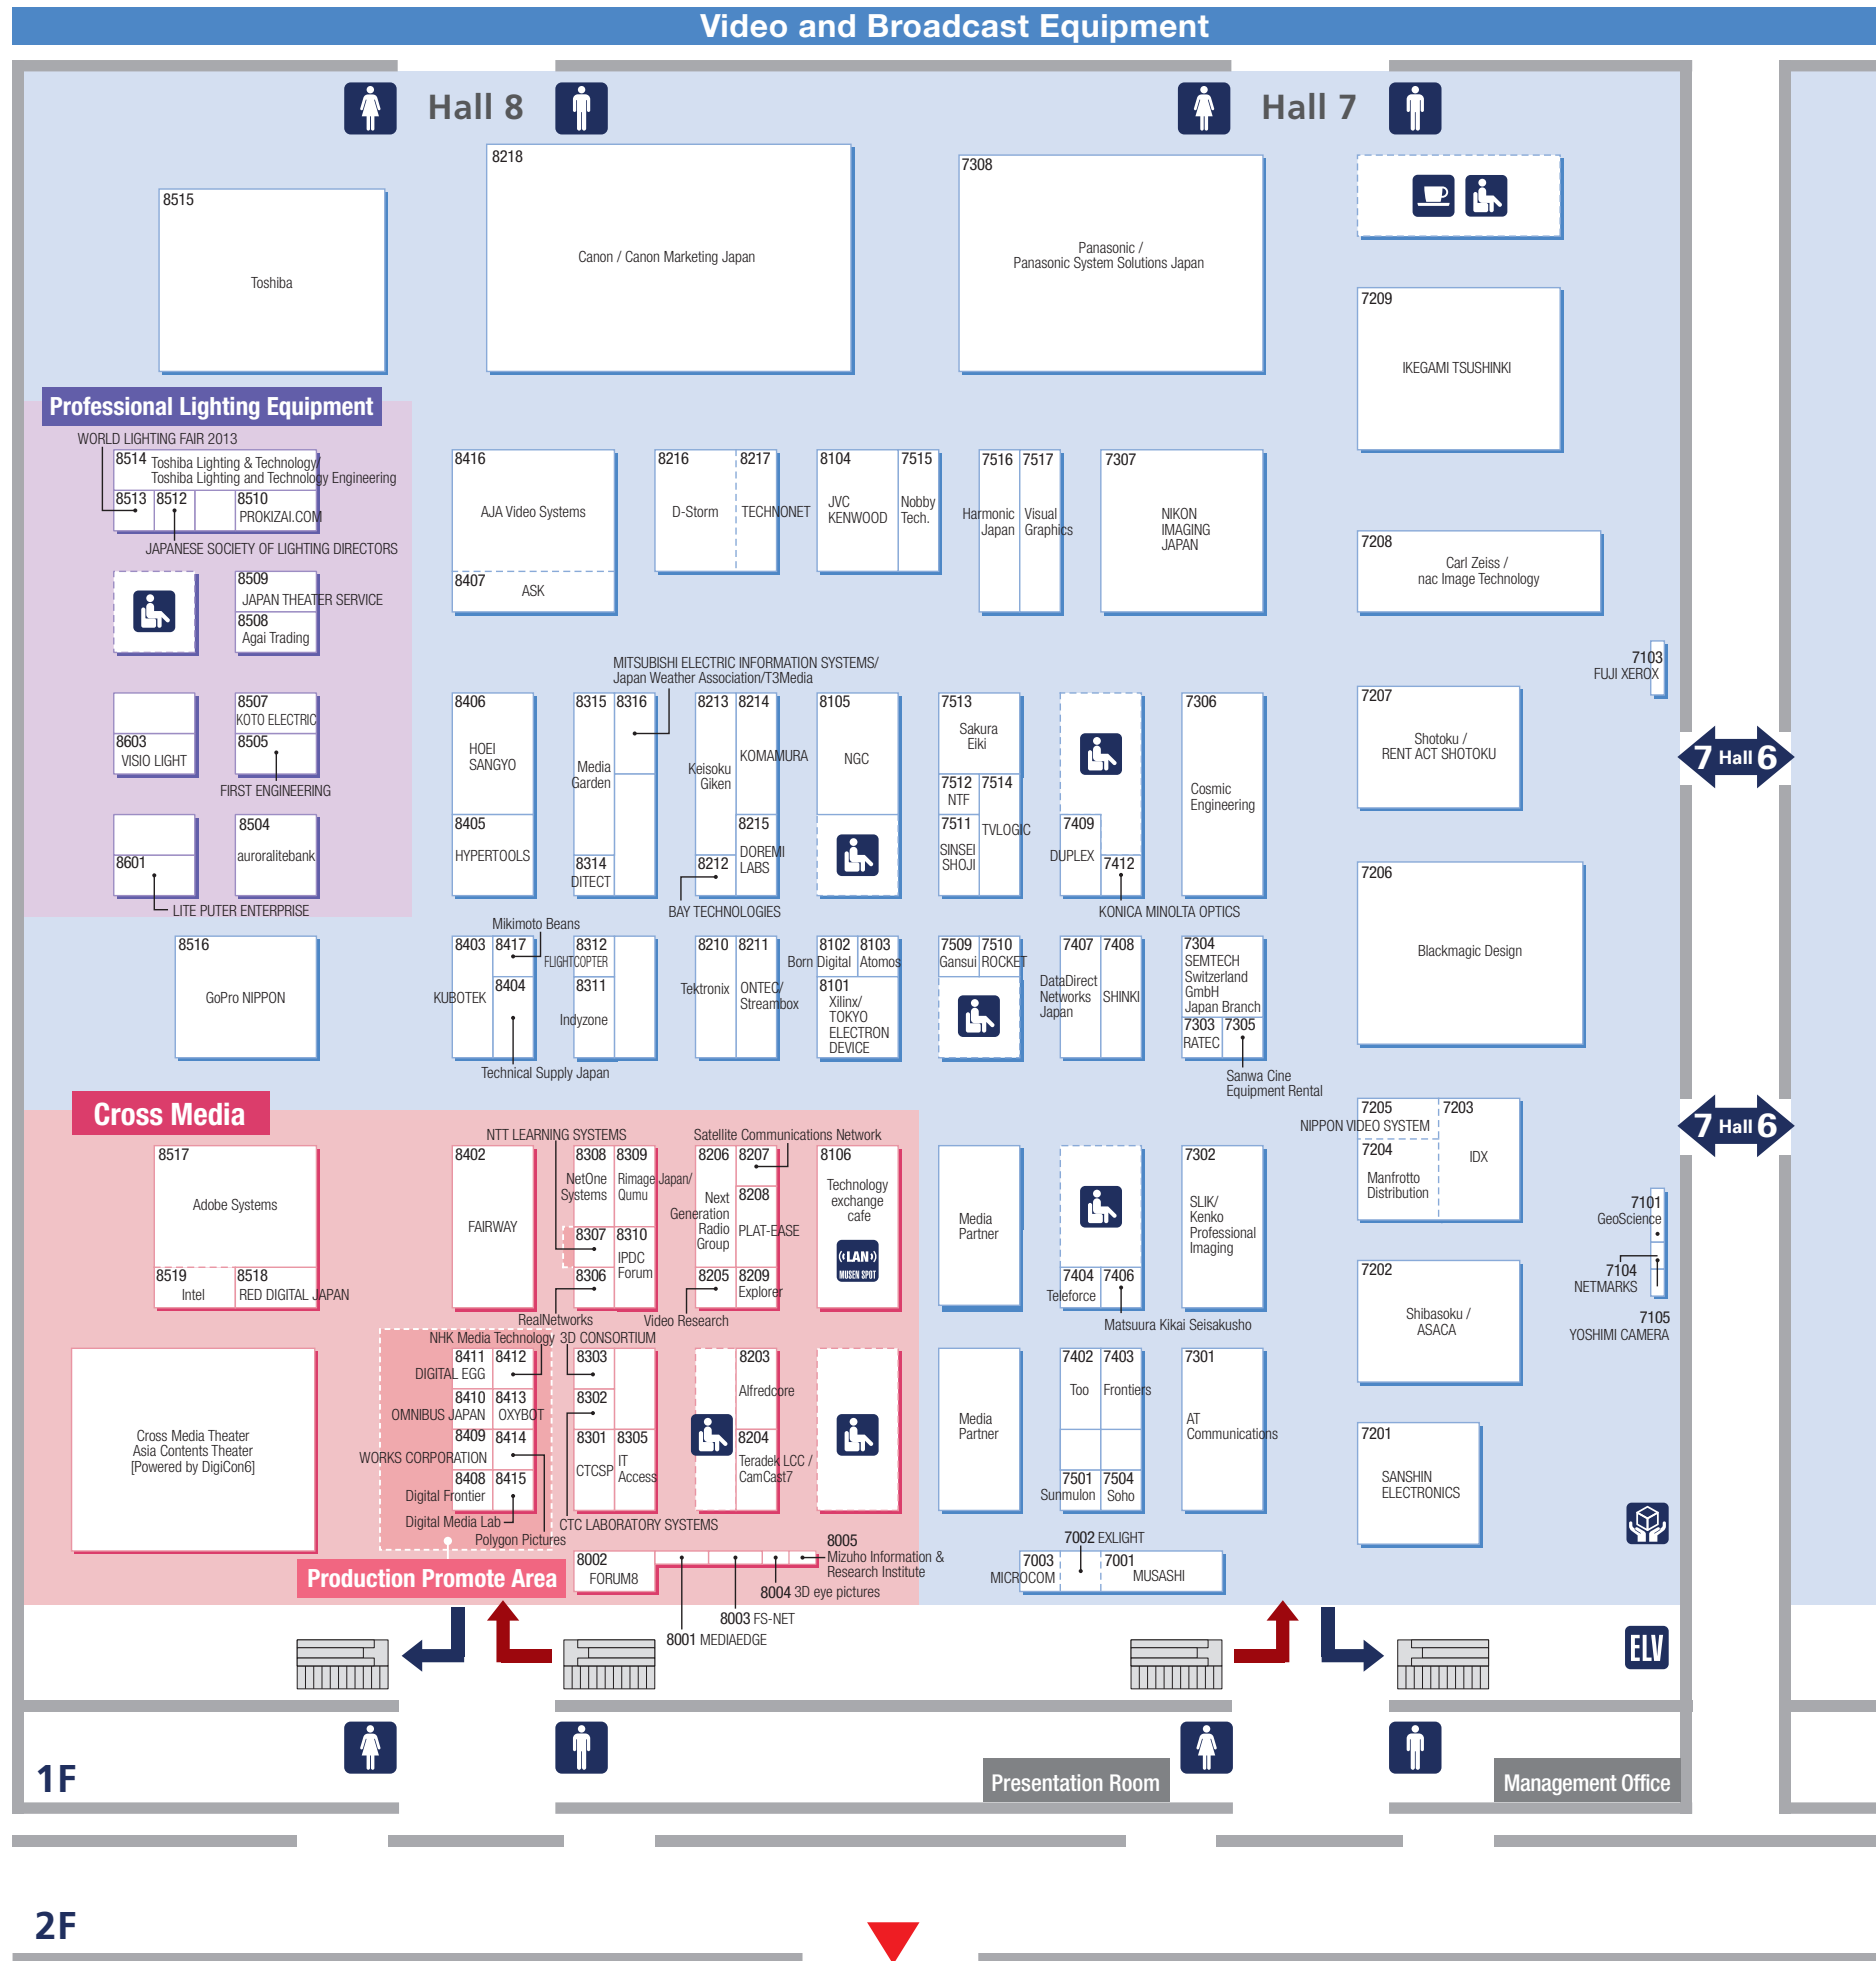 Video and Broadcast Equipment
Hall 8
Hall 7
8515
Toshiba
8218
Canon / Canon Marketing Japan
7308
Panasonic /
Panasonic System Solutions Japan
7209
IKEGAMI TSUSHINKI
Professional Lighting Equipment
WORLD LIGHTING FAIR 2013
8514
Toshiba Lighting & Technology/
Toshiba Lighting and Technology Engineering
8513
8512
8510
PROKIZAI.COM
JAPANESE SOCIETY OF LIGHTING DIRECTORS
8509
JAPAN THEATER SERVICE
8508
Agai Trading
8507
KOTO ELECTRIC
8505
FIRST ENGINEERING
8603
VISIO LIGHT
8601
LITE PUTER ENTERPRISE
8504
auroralitebank
8416
AJA Video Systems
8407
ASK
8216
D-Storm
8217
TECHNONET
8104
JVC
KENWOOD
7515
Nobby
Tech.
7516
Harmonic
Japan
7517
Visual
Graphics
7307
NIKON
IMAGING
JAPAN
7208
Carl Zeiss /
nac Image Technology
7103
FUJI XEROX
MITSUBISHI ELECTRIC INFORMATION SYSTEMS/
Japan Weather Association/T3Media
8406
HOEI
SANGYO
8405
HYPERTOOLS
8315
Media
Garden
8316
8314
DITECT
8213
Keisoku
Giken
8214
KOMAMURA
8215
DOREMI
LABS
8212
BAY TECHNOLOGIES
8105
NGC
7513
Sakura
Eiki
7512
NTF
7514
TVLOGIC
7511
SINSEI
SHOJI
7409
DUPLEX
7412
KONICA MINOLTA OPTICS
7306
Cosmic
Engineering
7207
Shotoku /
RENT ACT SHOTOKU
7 Hall 6
7206
Blackmagic Design
8516
GoPro NIPPON
Mikimoto Beans
8403
KUBOTEK
8417
8404
Technical Supply Japan
8312
FLIGHTCOPTER
8311
Indyzone
8210
Tektronix
8211
ONTEC/
Streambox
8102
Born Digital
8103
Atomos
8101
Xilinx/
TOKYO
ELECTRON
DEVICE
7509
Gansui
7510
ROCKET
7407
DataDirect
Networks
Japan
7408
SHINKI
7304
SEMTECH
Switzerland
GmbH
Japan Branch
7303
RATEC
7305
Sanwa Cine
Equipment Rental
7205
NIPPON VIDEO SYSTEM
7203
IDX
7204
Manfrotto
Distribution
7 Hall 6
Cross Media
8517
Adobe Systems
8519
Intel
8518
RED DIGITAL JAPAN
8402
FAIRWAY
NTT LEARNING SYSTEMS
8308
NetOne
Systems
8309
Rimage Japan/
Qumu
8307
8310
IPDC
Forum
8306
RealNetworks
Satellite Communications Network
8206
Next
Generation
Radio
Group
8207
8208
PLAT-EASE
8205
Video Research
8209
Explorer
8106
Technology
exchange
cafe
LAN
MUSEN SPOT
Media
Partner
7404
Teleforce
7406
Matsuura Kikai Seisakusho
7302
SLIK/
Kenko
Professional
Imaging
7101
GeoScience
7104
NETMARKS
7105
YOSHIMI CAMERA
7202
Shibasoku /
ASACA
Cross Media Theater
Asia Contents Theater
[Powered by DigiCon6]
NHK Media Technology
3D CONSORTIUM
8411
DIGITAL EGG
8412
8410
OMNIBUS JAPAN
8413
OXYBOT
8409
WORKS CORPORATION
8414
8408
Digital Frontier
8415
Digital Media Lab
Polygon Pictures
8303
8302
8301
CTCSP
8305
IT
Access
CTC LABORATORY SYSTEMS
8203
Alfredcore
8204
Teradek LCC /
CamCast7
Media
Partner
7402
Too
7403
Frontiers
7501
Sunmulon
7504
Soho
7301
AT
Communications
7201
SANSHIN
ELECTRONICS
Production Promote Area
8002
FORUM8
8005
Mizuho Information &
Research Institute
8004 3D eye pictures
8003 FS-NET
8001 MEDIAEDGE
7002 EXLIGHT
7003
MICROCOM
7001
MUSASHI
ELV
1F
Presentation Room
Management Office
2F